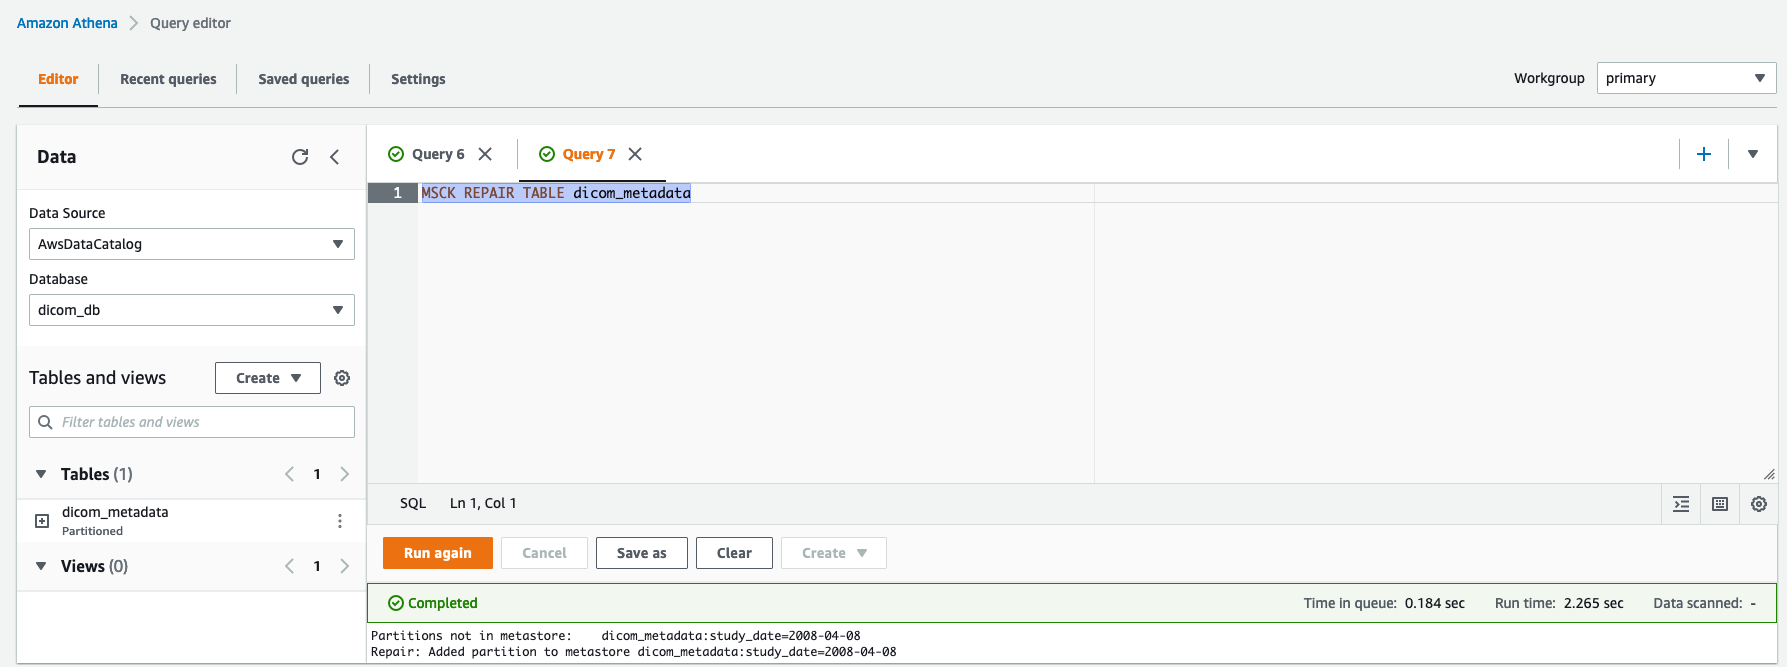 Amazon Athena Query editor
Editor Recent queries Saved queries Settings
Workgroup primary
Data
Data Source
AwsDataCatalog
Database
dicom_db
Tables and views Create
Filter tables and views
Tables (1) 1
dicom_metadata
Partitioned
Views (0) 1
Query 6 Query 7
1 MSCK REPAIR TABLE dicom_metadata
SQL Ln 1, Col 1
Run again Cancel Save as Clear Create
Completed Time in queue: 0.184 sec Run time: 2.265 sec Data scanned: -
Partitions not in metastore: dicom_metadata:study_date=2008-04-08
Repair: Added partition to metastore dicom_metadata:study_date=2008-04-08